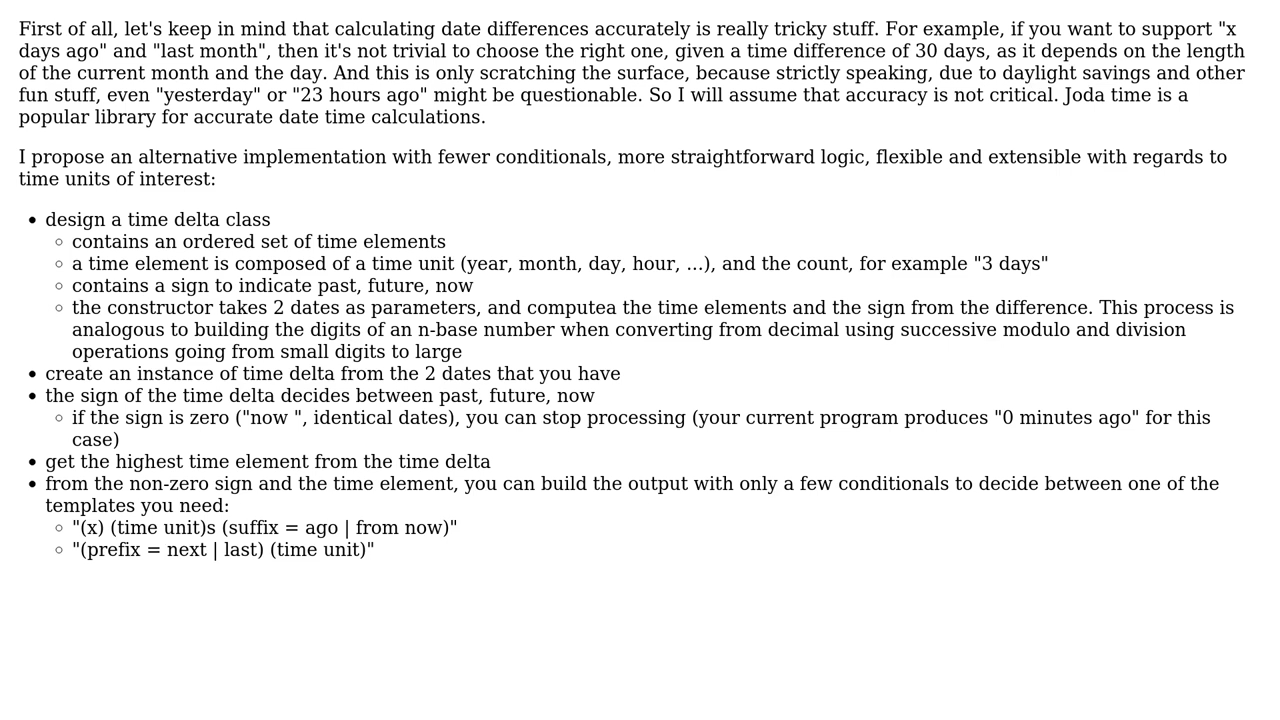 First of all, let's keep in mind that calculating date differences accurately is really tricky stuff. For example, if you want to support "x
days ago" and "last month", then it's not trivial to choose the right one, given a time difference of 30 days, as it depends on the length
of the current month and the day. And this is only scratching the surface, because strictly speaking, due to daylight savings and other
fun stuff, even "yesterday" or "23 hours ago" might be questionable. So I will assume that accuracy is not critical. Joda time is a
popular library for accurate date time calculations.
I propose an alternative implementation with fewer conditionals, more straightforward logic, flexible and extensible with regards to
time units of interest:
• design a time delta class
◦ contains an ordered set of time elements
◦ a time element is composed of a time unit (year, month, day, hour, ...), and the count, for example "3 days"
◦ contains a sign to indicate past, future, now
◦ the constructor takes 2 dates as parameters, and computea the time elements and the sign from the difference. This process is
analogous to building the digits of an n-base number when converting from decimal using successive modulo and division
operations going from small digits to large
• create an instance of time delta from the 2 dates that you have
• the sign of the time delta decides between past, future, now
◦ if the sign is zero ("now ", identical dates), you can stop processing (your current program produces "0 minutes ago" for this
case)
• get the highest time element from the time delta
• from the non-zero sign and the time element, you can build the output with only a few conditionals to decide between one of the
templates you need:
◦ "(x) (time unit)s (suffix = ago | from now)"
◦ "(prefix = next | last) (time unit)"